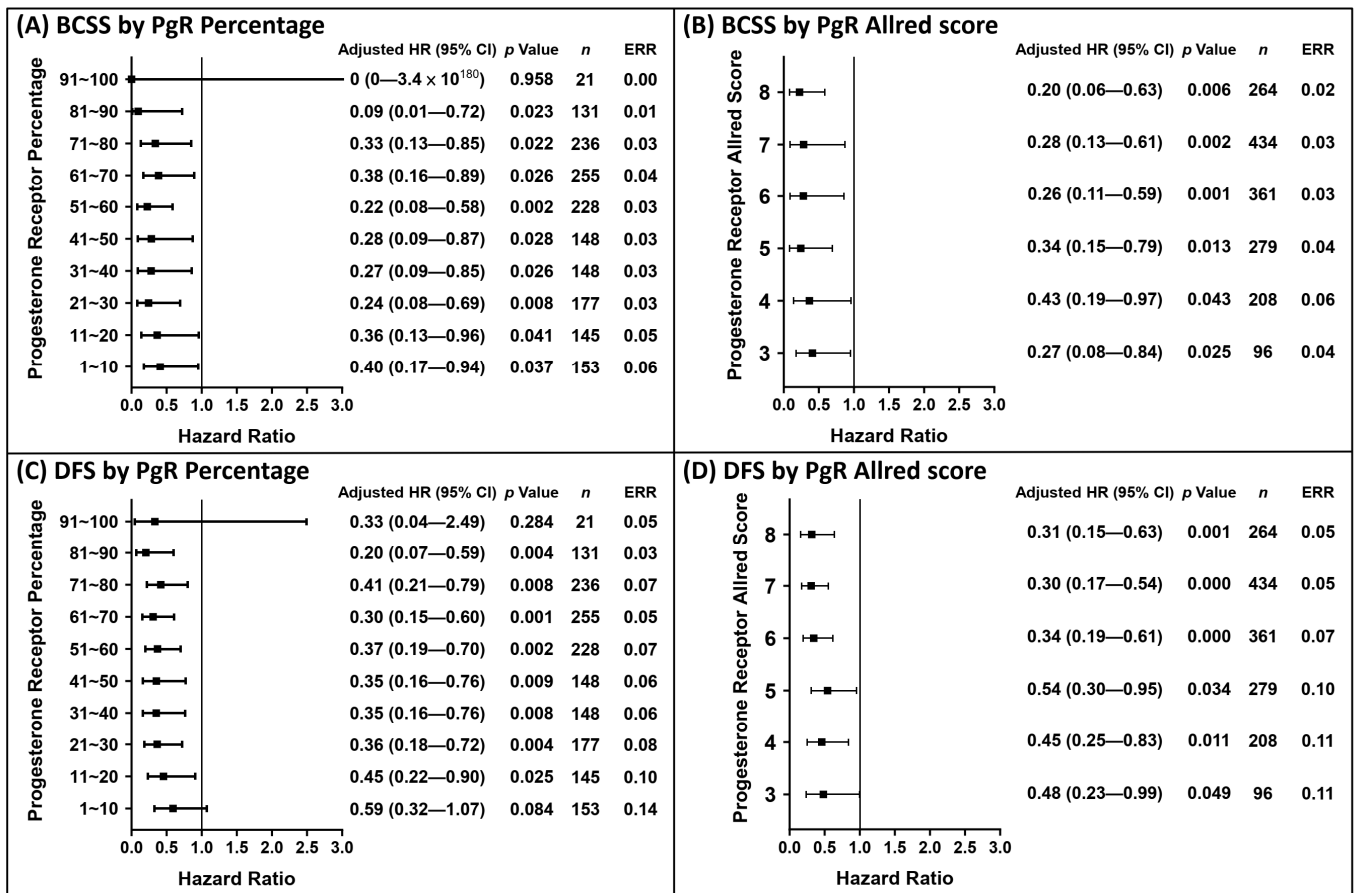 (A) BCSS by PgR Percentage
Adjusted HR (95% CI) p Value n ERR
Progesterone Receptor Percentage
91~100 0 (0—3.4 × 10^180) 0.958 21 0.00
81~90 0.09 (0.01—0.72) 0.023 131 0.01
71~80 0.33 (0.13—0.85) 0.022 236 0.03
61~70 0.38 (0.16—0.89) 0.026 255 0.04
51~60 0.22 (0.08—0.58) 0.002 228 0.03
41~50 0.28 (0.09—0.87) 0.028 148 0.03
31~40 0.27 (0.09—0.85) 0.026 148 0.03
21~30 0.24 (0.08—0.69) 0.008 177 0.03
11~20 0.36 (0.13—0.96) 0.041 145 0.05
1~10 0.40 (0.17—0.94) 0.037 153 0.06
0.0 0.5 1.0 1.5 2.0 2.5 3.0
Hazard Ratio
(B) BCSS by PgR Allred score
Adjusted HR (95% CI) p Value n ERR
Progesterone Receptor Allred Score
8 0.20 (0.06—0.63) 0.006 264 0.02
7 0.28 (0.13—0.61) 0.002 434 0.03
6 0.26 (0.11—0.59) 0.001 361 0.03
5 0.34 (0.15—0.79) 0.013 279 0.04
4 0.43 (0.19—0.97) 0.043 208 0.06
3 0.27 (0.08—0.84) 0.025 96 0.04
0.0 0.5 1.0 1.5 2.0 2.5 3.0
Hazard Ratio
(C) DFS by PgR Percentage
Adjusted HR (95% CI) p Value n ERR
Progesterone Receptor Percentage
91~100 0.33 (0.04—2.49) 0.284 21 0.05
81~90 0.20 (0.07—0.59) 0.004 131 0.03
71~80 0.41 (0.21—0.79) 0.008 236 0.07
61~70 0.30 (0.15—0.60) 0.001 255 0.05
51~60 0.37 (0.19—0.70) 0.002 228 0.07
41~50 0.35 (0.16—0.76) 0.009 148 0.06
31~40 0.35 (0.16—0.76) 0.008 148 0.06
21~30 0.36 (0.18—0.72) 0.004 177 0.08
11~20 0.45 (0.22—0.90) 0.025 145 0.10
1~10 0.59 (0.32—1.07) 0.084 153 0.14
0.0 0.5 1.0 1.5 2.0 2.5 3.0
Hazard Ratio
(D) DFS by PgR Allred score
Adjusted HR (95% CI) p Value n ERR
Progesterone Receptor Allred Score
8 0.31 (0.15—0.63) 0.001 264 0.05
7 0.30 (0.17—0.54) 0.000 434 0.05
6 0.34 (0.19—0.61) 0.000 361 0.07
5 0.54 (0.30—0.95) 0.034 279 0.10
4 0.45 (0.25—0.83) 0.011 208 0.11
3 0.48 (0.23—0.99) 0.049 96 0.11
0.0 0.5 1.0 1.5 2.0 2.5 3.0
Hazard Ratio